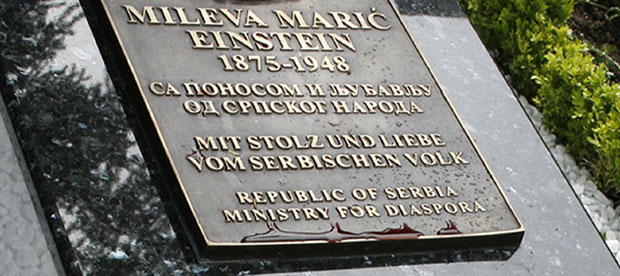 MILEVA MARIĆ
EINSTEIN
1875-1948
СА ПОНОСОМ И ЉУБАВЉУ
ОД СРПСКОГ НАРОДА
MIT STOLZ UND LIEBE
VOM SERBISCHEN VOLK
REPUBLIC OF SERBIA
MINISTRY FOR DIASPORA